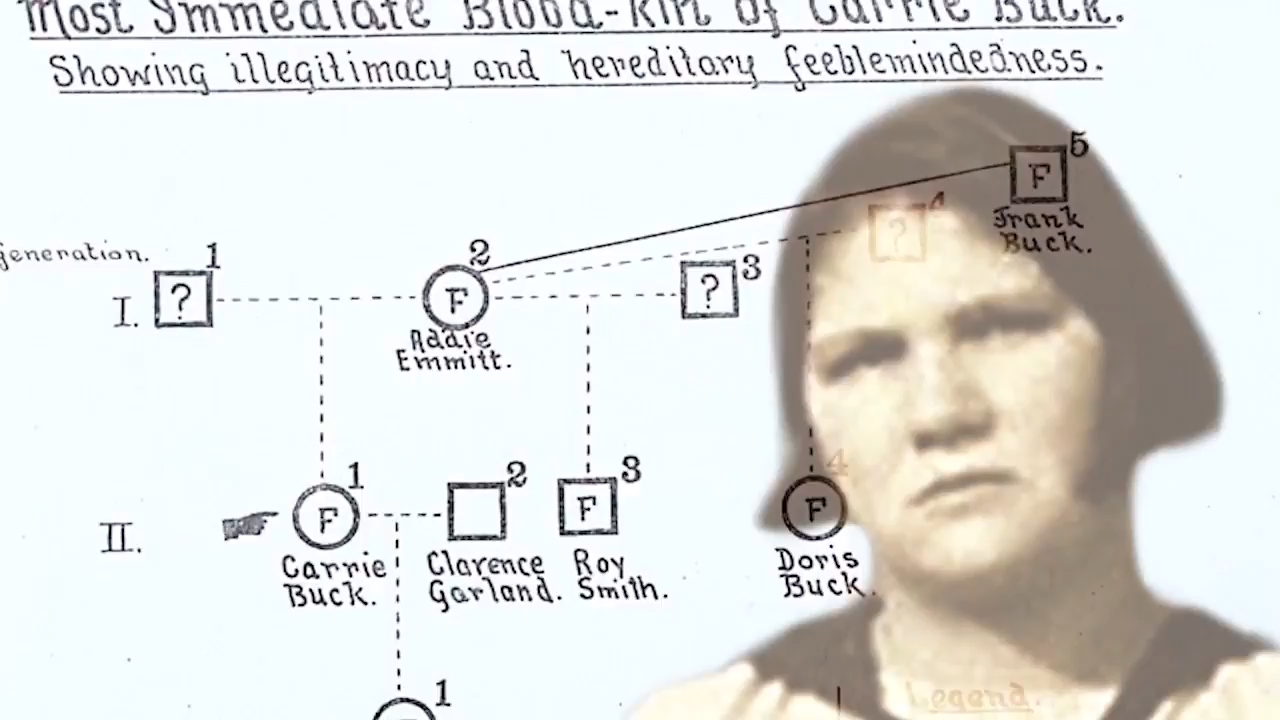 Most Immediate Blood-Kin of Carrie Buck.
Showing illegitimacy and hereditary feeblemindedness.
5
F
Frank
Buck.
4
?
generation.
1
2
3
I.
?
F
?
Addie
Emmitt.
1
2
3
4
II.
F
F
F
Carrie
Buck.
Clarence
Garland.
Roy
Smith.
Doris
Buck.
1
Legend.